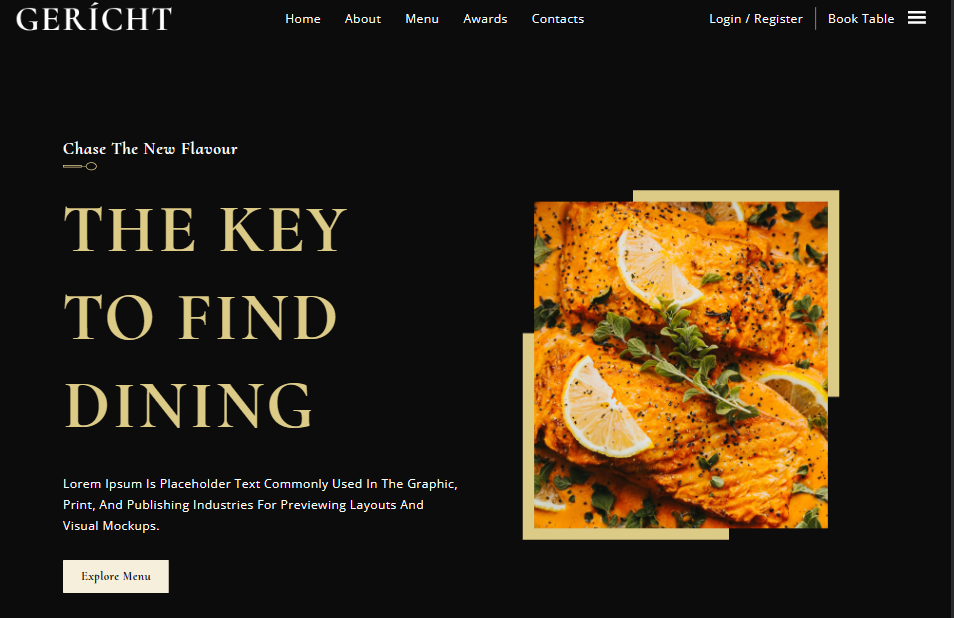 GERÍCHT
Home About Menu Awards Contacts Login / Register Book Table
Chase The New Flavour
THE KEY
TO FIND
DINING
Lorem Ipsum Is Placeholder Text Commonly Used In The Graphic,
Print, And Publishing Industries For Previewing Layouts And
Visual Mockups.
Explore Menu